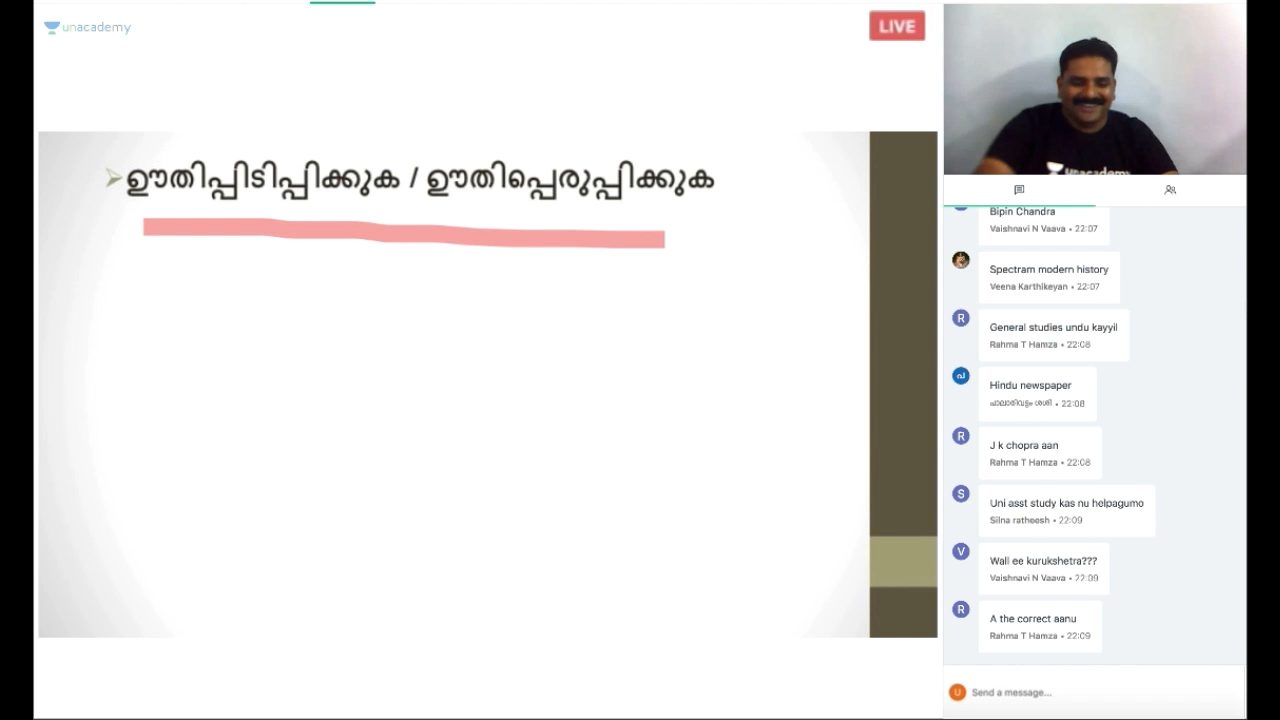 unacademy
LIVE
ഊതിപ്പിടിപ്പിക്കുക / ഊതിപ്പെരുപ്പിക്കുക
unacademy
Bipin Chandra
Vaishnavi N Vaava • 22:07
Spectram modern history
Veena Karthikeyan • 22:07
R
General studies undu kayyil
Rahma T Hamza • 22:08
പ
Hindu newspaper
പാലാരിവട്ടം ശശി • 22:08
R
J k chopra aan
Rahma T Hamza • 22:08
S
Uni asst study kas nu helpagumo
Silna ratheesh • 22:09
V
Wall ee kurukshetra???
Vaishnavi N Vaava • 22:09
R
A the correct aanu
Rahma T Hamza • 22:09
U
Send a message...